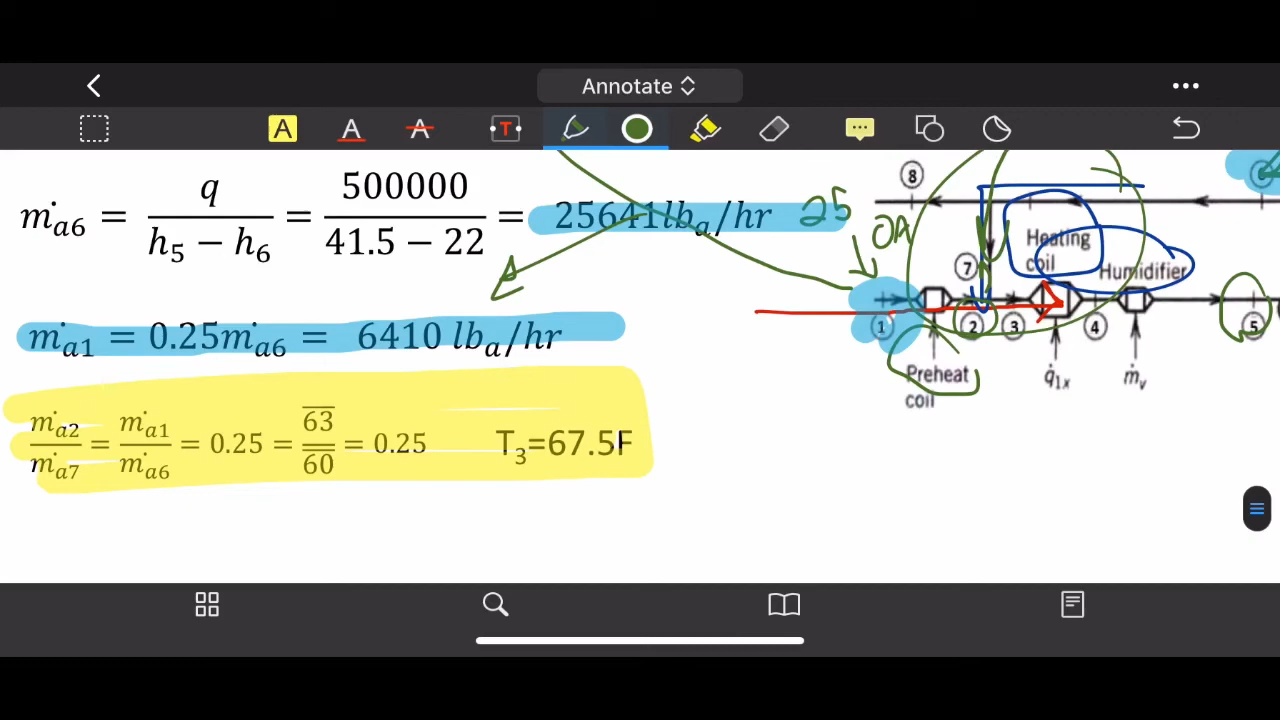 Annotate
A A A T
ṁa6 = q / (h5 − h6) = 500000 / (41.5 − 22) = 25641lba/hr 25
ṁa1 = 0.25ṁa6 = 6410 lba/hr
ṁa2 / ṁa7 = ṁa1 / ṁa6 = 0.25 = 63 / 60 = 0.25 T3=67.5F
8
OA
Heating
coil
7
Humidifier
1 2 3 4 5
Preheat
coil
q̇1x
ṁv